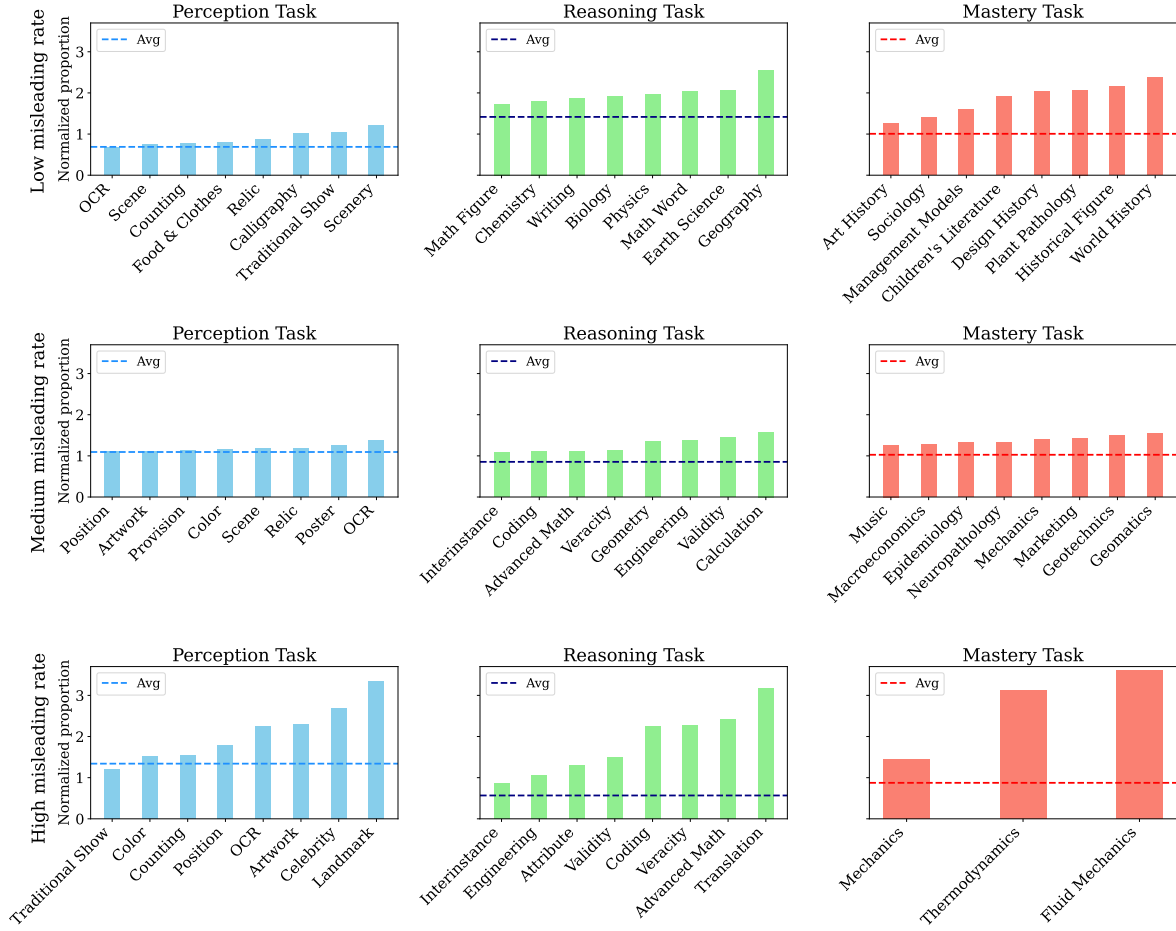 Perception Task
Reasoning Task
Mastery Task
Low misleading rate
Normalized proportion
3
2
1
0
Avg
Avg
Avg
OCR
Scene
Counting
Food & Clothes
Relic
Calligraphy
Traditional Show
Scenery
Math Figure
Chemistry
Writing
Biology
Physics
Math Word
Earth Science
Geography
Art History
Sociology
Management Models
Children's Literature
Design History
Plant Pathology
Historical Figure
World History
Perception Task
Reasoning Task
Mastery Task
Medium misleading rate
Normalized proportion
3
2
1
0
Avg
Avg
Avg
Position
Artwork
Provision
Color
Scene
Relic
Poster
OCR
Interinstance
Coding
Advanced Math
Veracity
Geometry
Engineering
Validity
Calculation
Music
Macroeconomics
Epidemiology
Neuropathology
Mechanics
Marketing
Geotechnics
Geomatics
Perception Task
Reasoning Task
Mastery Task
High misleading rate
Normalized proportion
3
2
1
0
Avg
Avg
Avg
Traditional Show
Color
Counting
Position
OCR
Artwork
Celebrity
Landmark
Interinstance
Engineering
Attribute
Validity
Coding
Veracity
Advanced Math
Translation
Mechanics
Thermodynamics
Fluid Mechanics